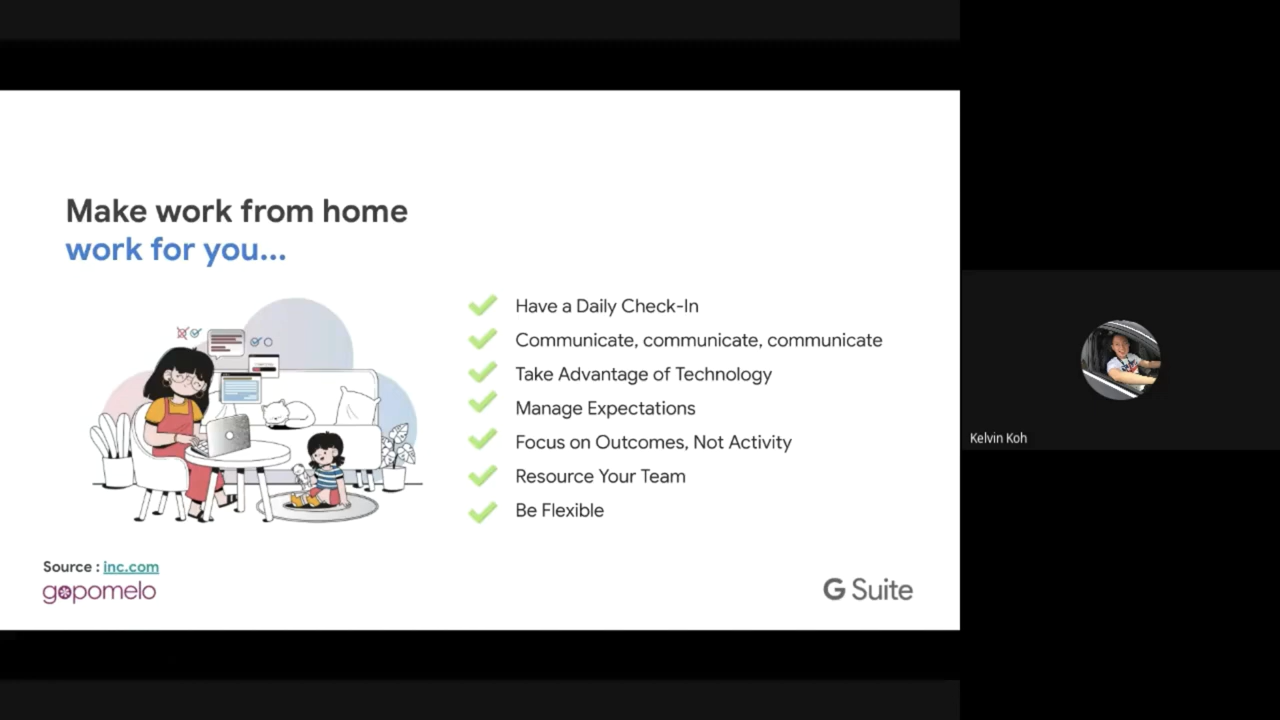 Make work from home
work for you...
Have a Daily Check-In
Communicate, communicate, communicate
Take Advantage of Technology
Manage Expectations
Focus on Outcomes, Not Activity
Resource Your Team
Be Flexible
Source : inc.com
gopomelo
G Suite
Kelvin Koh